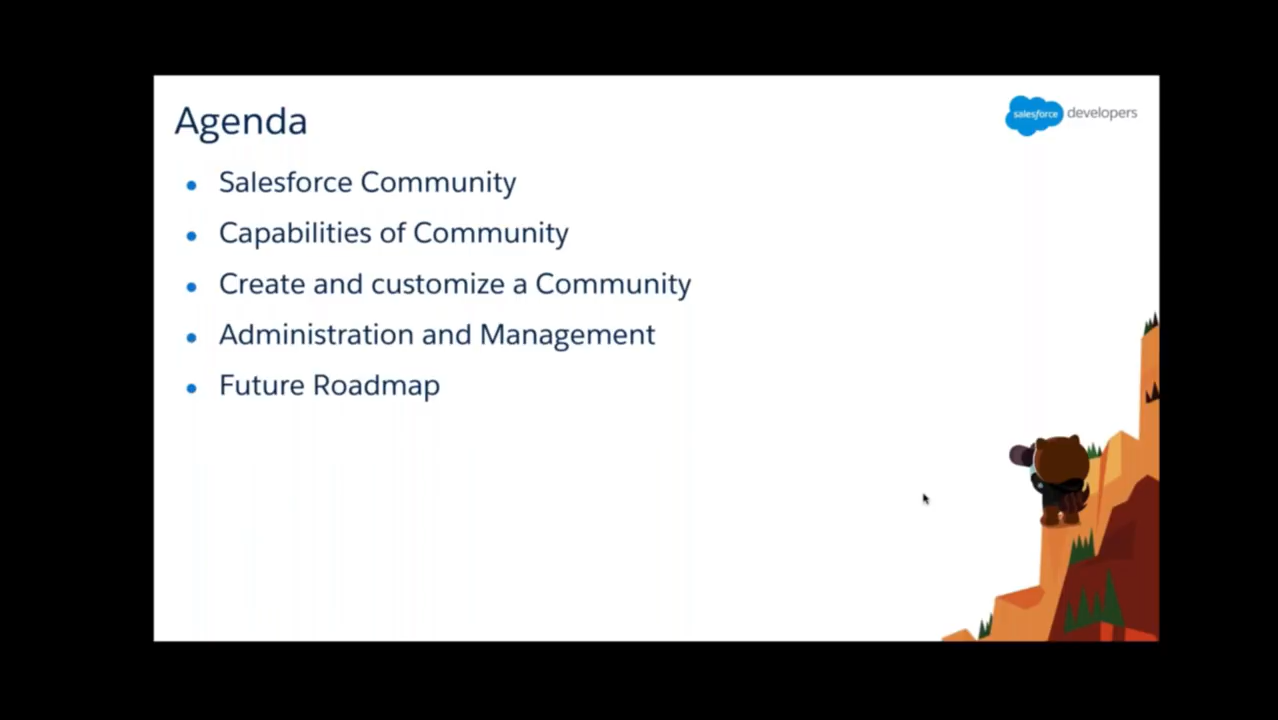 Agenda
salesforce developers
Salesforce Community
Capabilities of Community
Create and customize a Community
Administration and Management
Future Roadmap